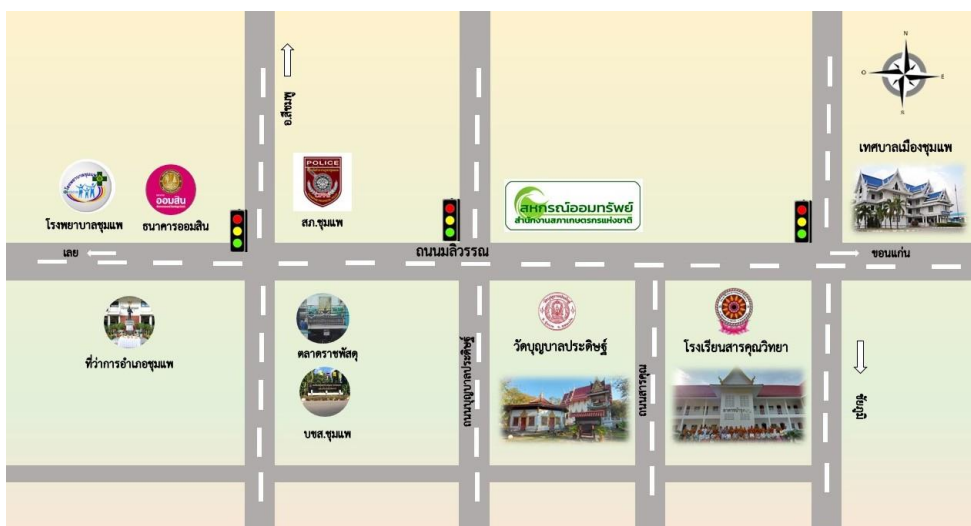 N
O
E
อ.สีชมพู
เทศบาลเมืองชุมแพ
POLICE
ออมสิน
สหกรณ์ออมทรัพย์
สำนักงานสภาเกษตรกรแห่งชาติ
โรงพยาบาลชุมแพ
ธนาคารออมสิน
สภ.ชุมแพ
เลย
ถนนมลิวรรณ
ขอนแก่น
ที่ว่าการอำเภอชุมแพ
ตลาดราชพัสดุ
บขส.ชุมแพ
ถนนบุญบาลประดิษฐ์
วัดบุญบาลประดิษฐ์
ถนนสารคุณ
โรงเรียนสารคุณวิทยา
ชัยภูมิ